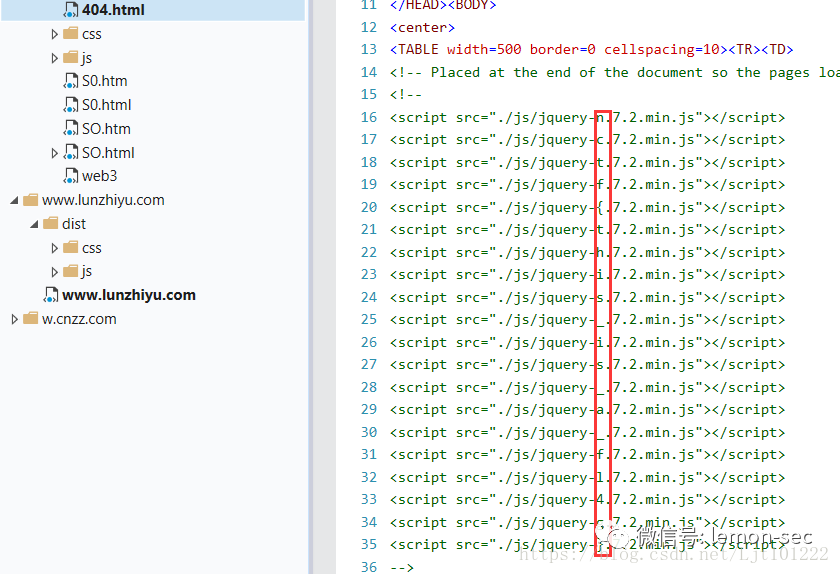 404.html
css
js
S0.htm
S0.html
SO.htm
SO.html
web3
www.lunzhiyu.com
dist
css
js
www.lunzhiyu.com
w.cnzz.com
11 </HEAD><BODY>
12 <center>
13 <TABLE width=500 border=0 cellspacing=10><TR><TD>
14 <!-- Placed at the end of the document so the pages loa
15 <!--
16 <script src="./js/jquery-n.7.2.min.js"></script>
17 <script src="./js/jquery-c.7.2.min.js"></script>
18 <script src="./js/jquery-t.7.2.min.js"></script>
19 <script src="./js/jquery-f.7.2.min.js"></script>
20 <script src="./js/jquery-{.7.2.min.js"></script>
21 <script src="./js/jquery-t.7.2.min.js"></script>
22 <script src="./js/jquery-h.7.2.min.js"></script>
23 <script src="./js/jquery-i.7.2.min.js"></script>
24 <script src="./js/jquery-s.7.2.min.js"></script>
25 <script src="./js/jquery-_.7.2.min.js"></script>
26 <script src="./js/jquery-i.7.2.min.js"></script>
27 <script src="./js/jquery-s.7.2.min.js"></script>
28 <script src="./js/jquery-_.7.2.min.js"></script>
29 <script src="./js/jquery-a.7.2.min.js"></script>
30 <script src="./js/jquery-_.7.2.min.js"></script>
31 <script src="./js/jquery-f.7.2.min.js"></script>
32 <script src="./js/jquery-l.7.2.min.js"></script>
33 <script src="./js/jquery-4.7.2.min.js"></script>
34 <script src="./js/jquery-.7.2.min.js"></script>
35 <script src="./js/jquery-}.7.2.min.js"></script>
36 -->
微信号: lemon-sec
https://blog.csdn.net/Ljt101222